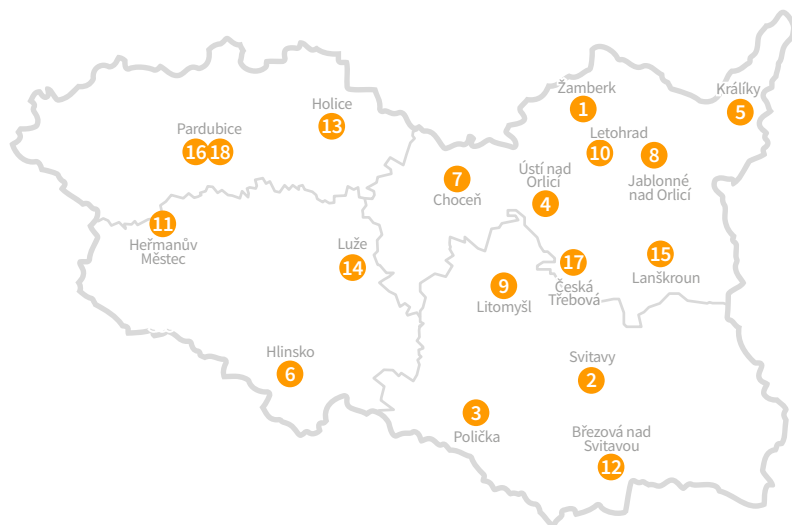 Žamberk
1
Králíky
5
Holice
13
Pardubice
16 18
Letohrad
10
8
Jablonné
nad Orlicí
Ústí nad
Orlicí
4
7
Choceň
11
Heřmanův
Městec
Luže
14
15
Lanškroun
17
Česká
Třebová
9
Litomyšl
Hlinsko
6
Svitavy
2
3
Polička
Březová nad
Svitavou
12